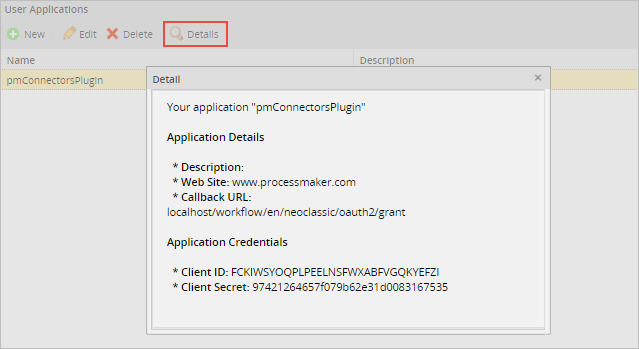 User Applications
New Edit Delete Details
Name Description
pmConnectorsPlugin
Detail ×
Your application "pmConnectorsPlugin"
Application Details
* Description:
* Web Site: www.processmaker.com
* Callback URL:
localhost/workflow/en/neoclassic/oauth2/grant
Application Credentials
* Client ID: FCKIWSYOQPLPEELNSFWXABFVGQKYEFZI
* Client Secret: 97421264657f079b62e31d0083167535